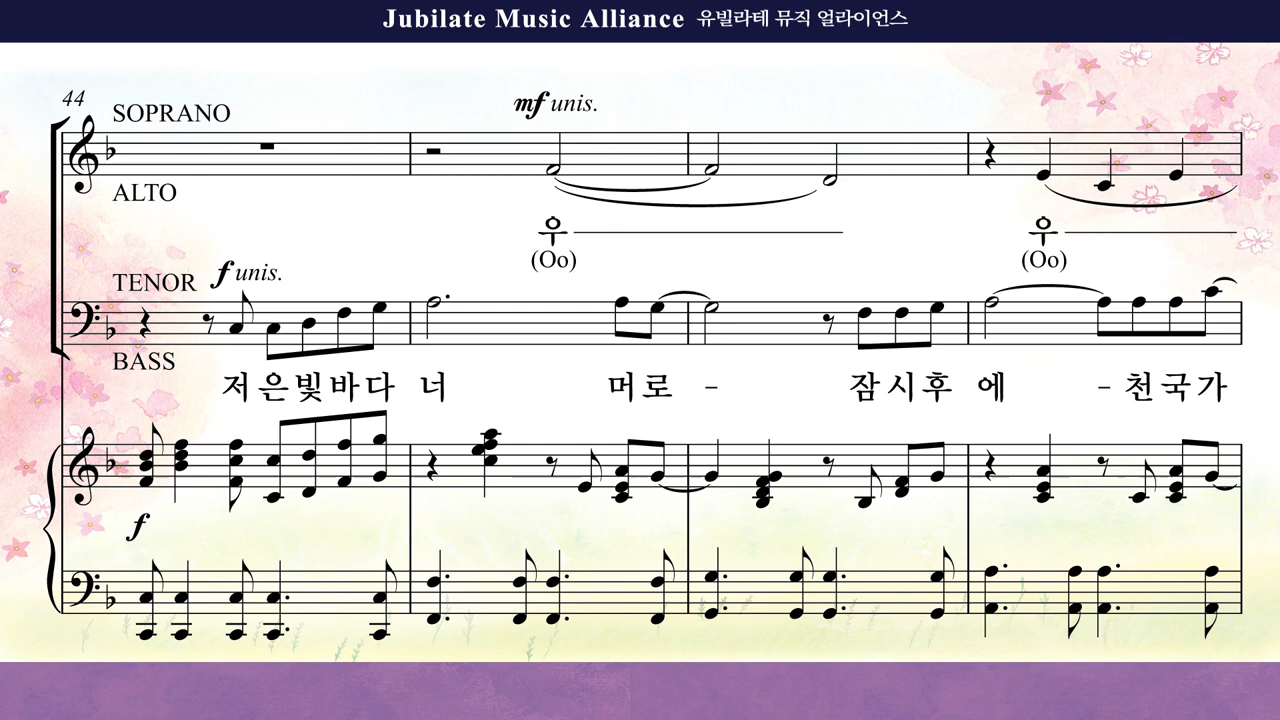 Jubilate Music Alliance 유빌라테 뮤직 얼라이언스
44
SOPRANO
mf unis.
ALTO
우
(Oo)
우
(Oo)
TENOR
f unis.
BASS
저 은 빛 바 다 너 머 로 - 잠 시 후 에 - 천 국 가
f